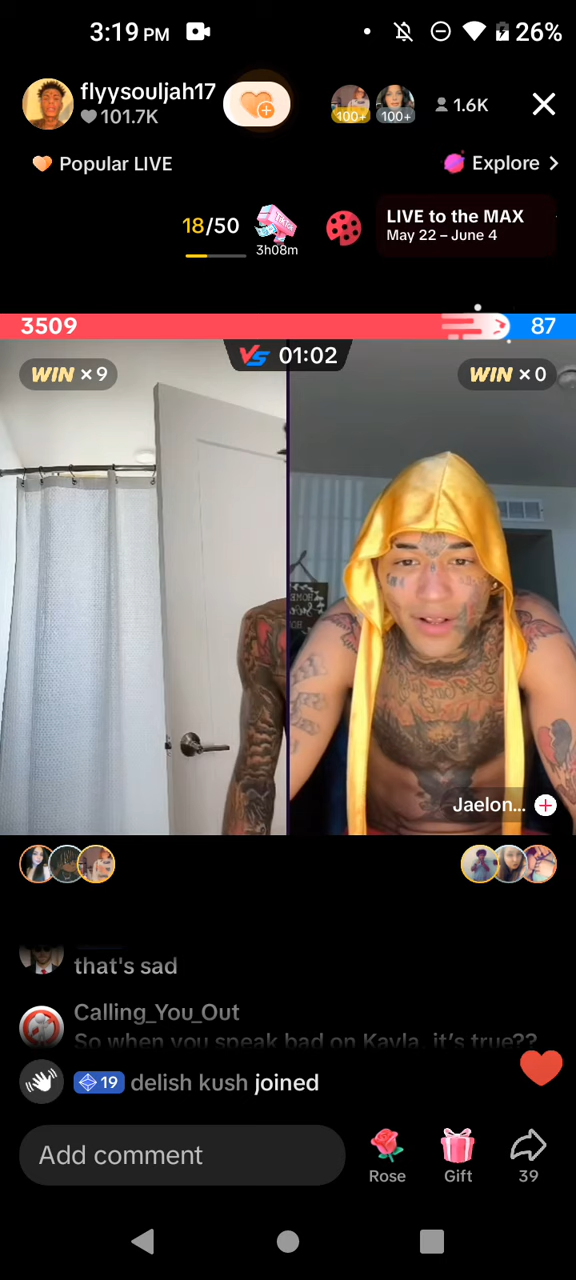 3:19 PM
26%
flyysouljah17
101.7K
100+
100+
1.6K
Popular LIVE
Explore
18/50
TikTok
3h08m
LIVE to the MAX
May 22 – June 4
3509
87
VS 01:02
WIN × 9
WIN × 0
HOME
Jaelon...
that's sad
Calling_You_Out
So when you speak bad on Kayla, it's true??
19 delish kush joined
Add comment
Rose
Gift
39